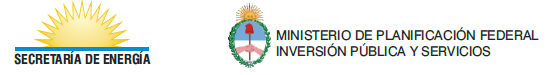 SECRETARÍA DE ENERGÍA
MINISTERIO DE PLANIFICACIÓN FEDERAL
INVERSIÓN PÚBLICA Y SERVICIOS